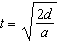 t = √(2d/a)